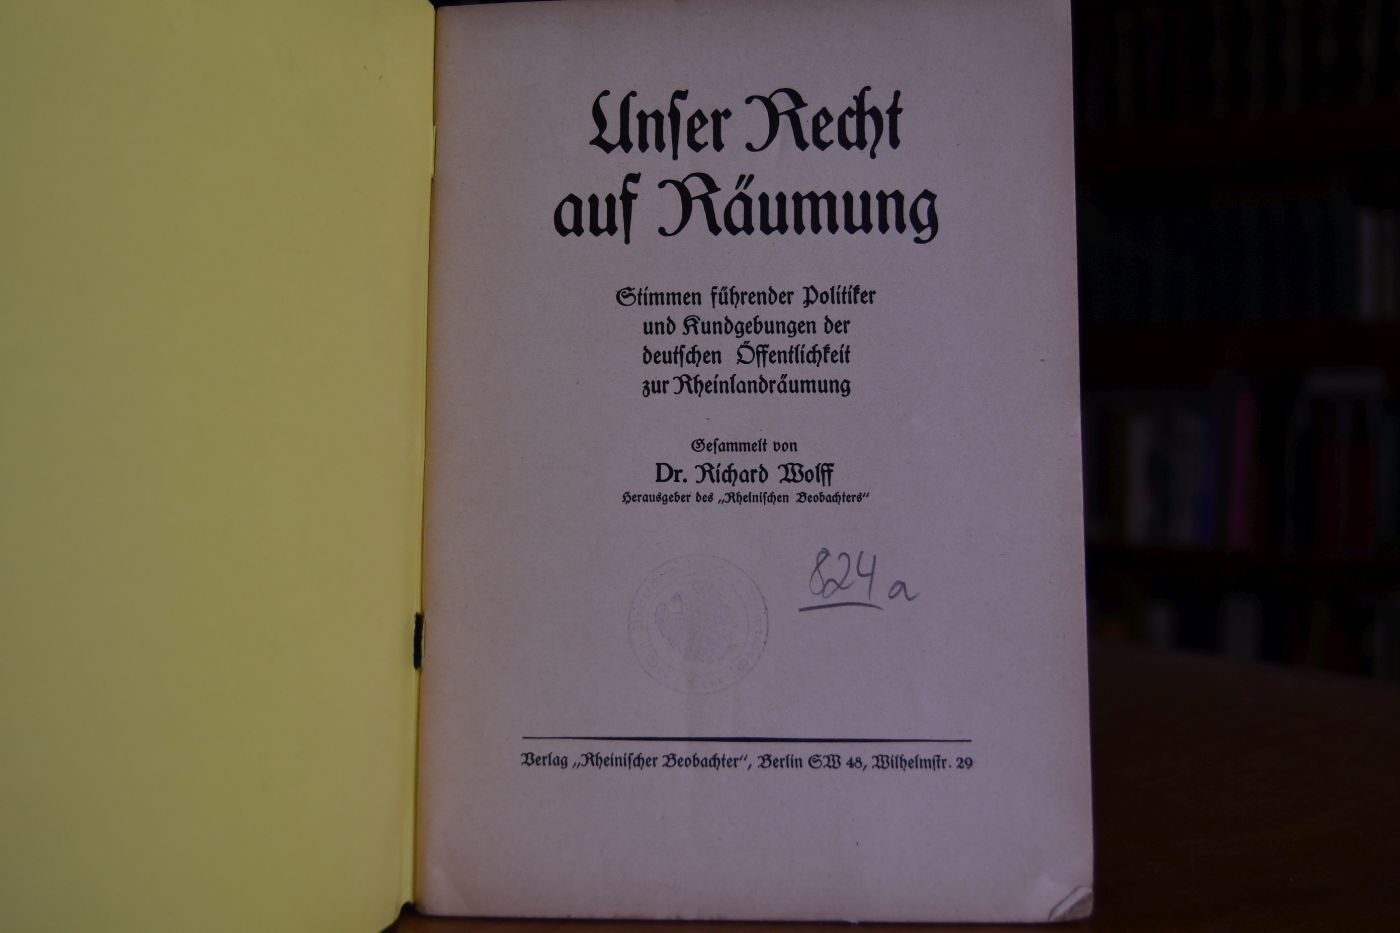 Unser Recht
auf Räumung
Stimmen führender Politiker
und Kundgebungen der
deutschen Öffentlichkeit
zur Rheinlandräumung
Gesammelt von
Dr. Richard Wolff
Herausgeber des „Rheinischen Beobachters“
824a
Verlag „Rheinischer Beobachter“, Berlin SW 48, Wilhelmstr. 29